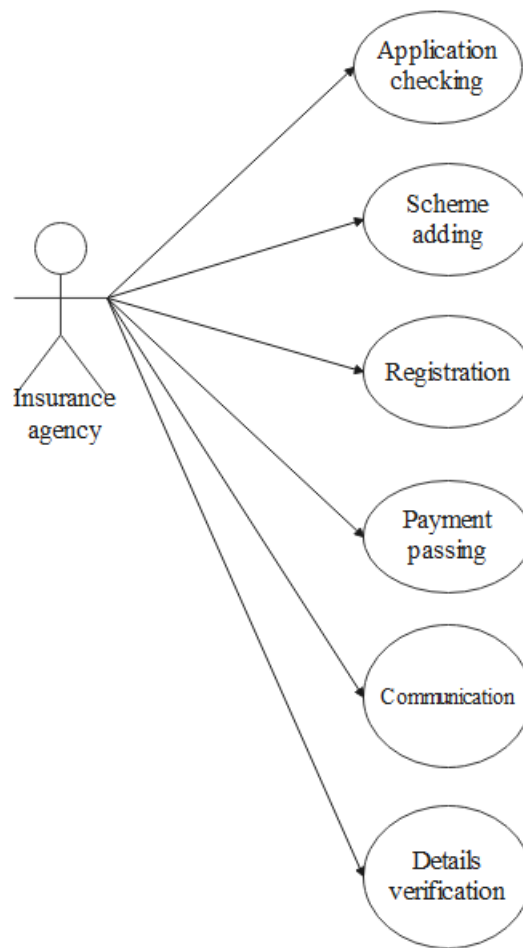 Application
checking
Scheme
adding
Registration
Insurance
agency
Payment
passing
Communication
Details
verification